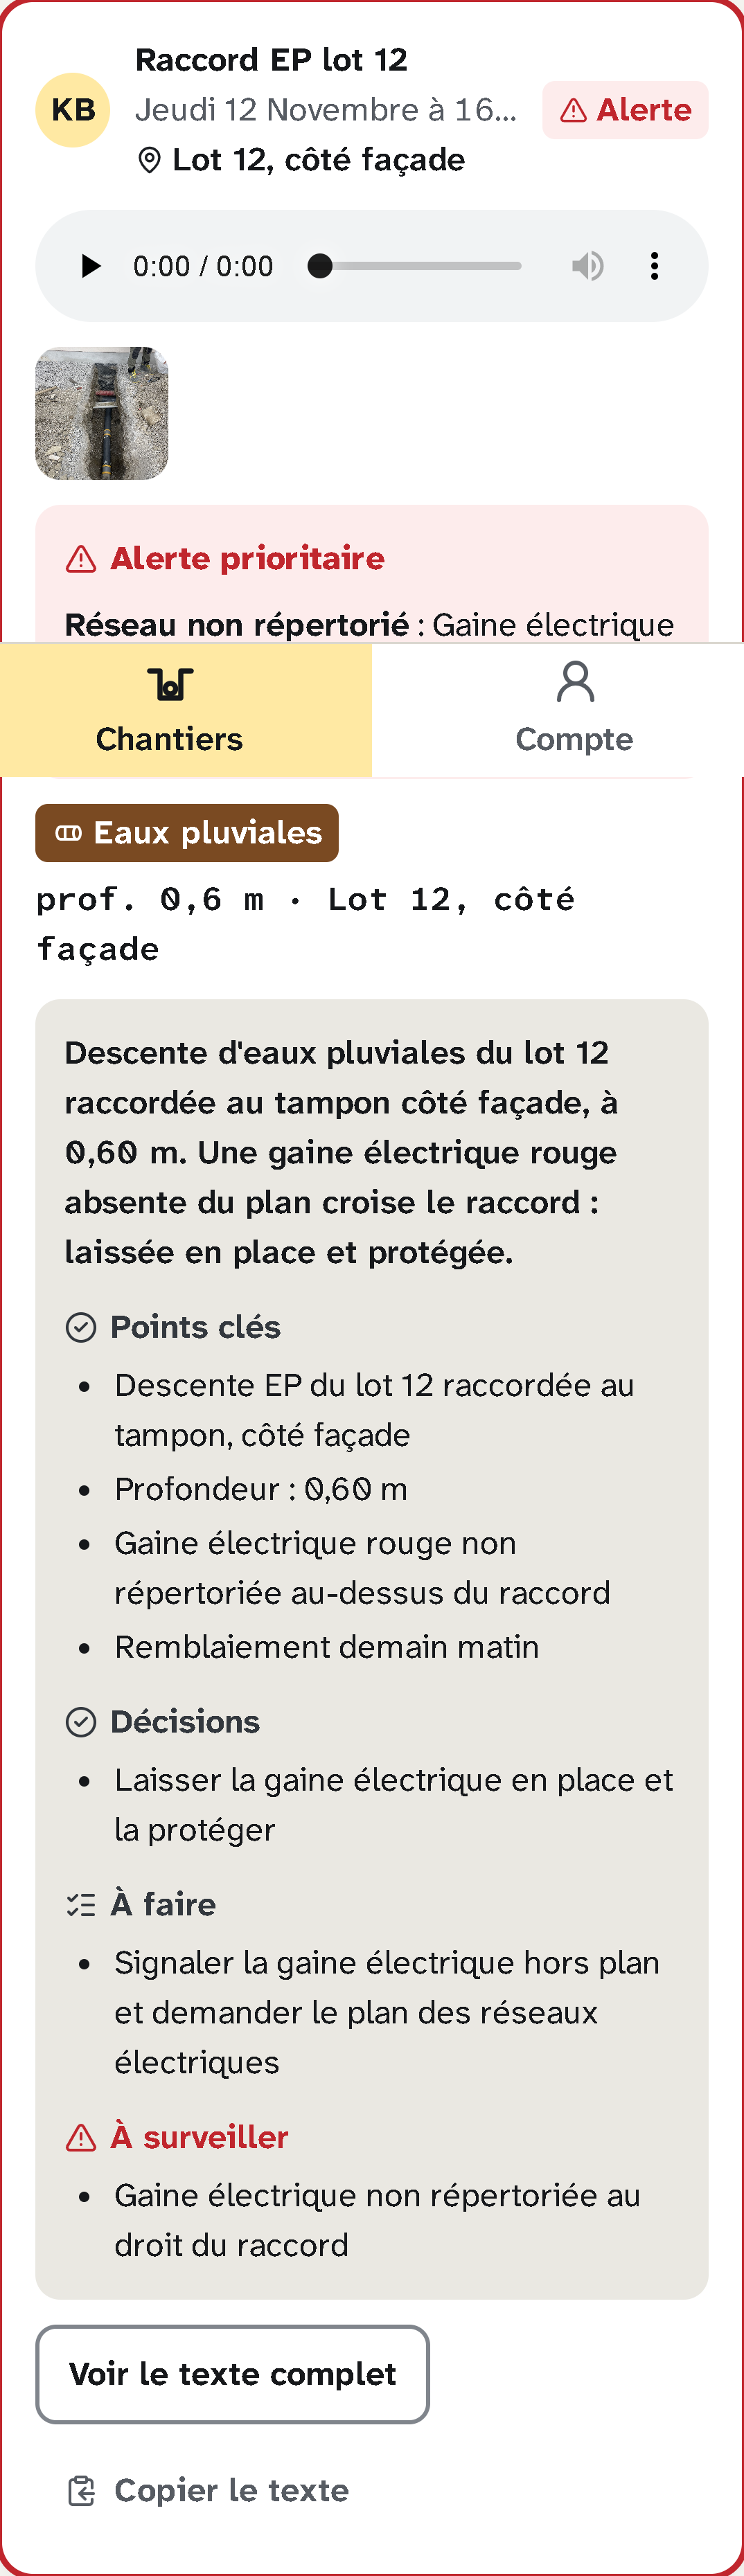 Raccord EP lot 12
KB
Jeudi 12 Novembre à 16...
Alerte
Lot 12, côté façade
0:00 / 0:00
Alerte prioritaire
Réseau non répertorié : Gaine électrique
Chantiers
Compte
Eaux pluviales
prof. 0,6 m · Lot 12, côté
façade
Descente d'eaux pluviales du lot 12
raccordée au tampon côté façade, à
0,60 m. Une gaine électrique rouge
absente du plan croise le raccord :
laissée en place et protégée.
Points clés
• Descente EP du lot 12 raccordée au
tampon, côté façade
• Profondeur : 0,60 m
• Gaine électrique rouge non
répertoriée au-dessus du raccord
• Remblaiement demain matin
Décisions
• Laisser la gaine électrique en place et
la protéger
À faire
• Signaler la gaine électrique hors plan
et demander le plan des réseaux
électriques
À surveiller
• Gaine électrique non répertoriée au
droit du raccord
Voir le texte complet
Copier le texte